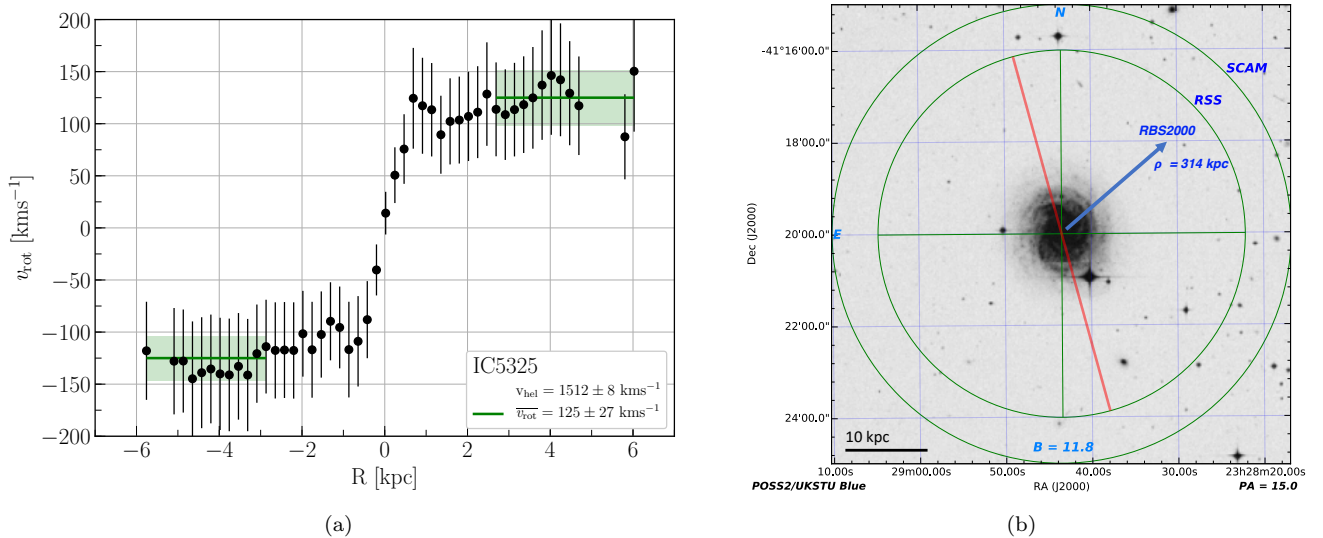 200
150
100
50
0
−50
−100
−150
−200
v_rot [kms⁻¹]
−6 −4 −2 0 2 4 6
R [kpc]
IC5325
v_hel = 1512 ± 8 kms⁻¹
v̅_rot = 125 ± 27 kms⁻¹
(a)
N
-41°16'00.0"
SCAM
RSS
RBS2000
18'00.0"
ρ = 314 kpc
Dec (J2000)
E
20'00.0"
22'00.0"
24'00.0"
10 kpc
B = 11.8
10.00s 29m00.00s 50.00s 40.00s 30.00s 23h28m20.00s
POSS2/UKSTU Blue RA (J2000) PA = 15.0
(b)